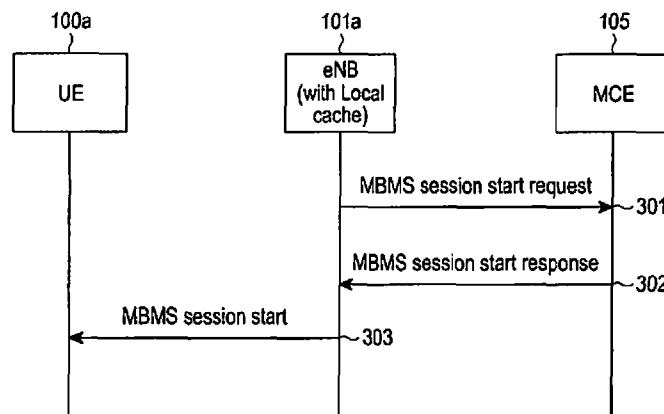 100a
101a
105
UE
eNB
(with Local
cache)
MCE
MBMS session start request
301
MBMS session start response
302
MBMS session start
303